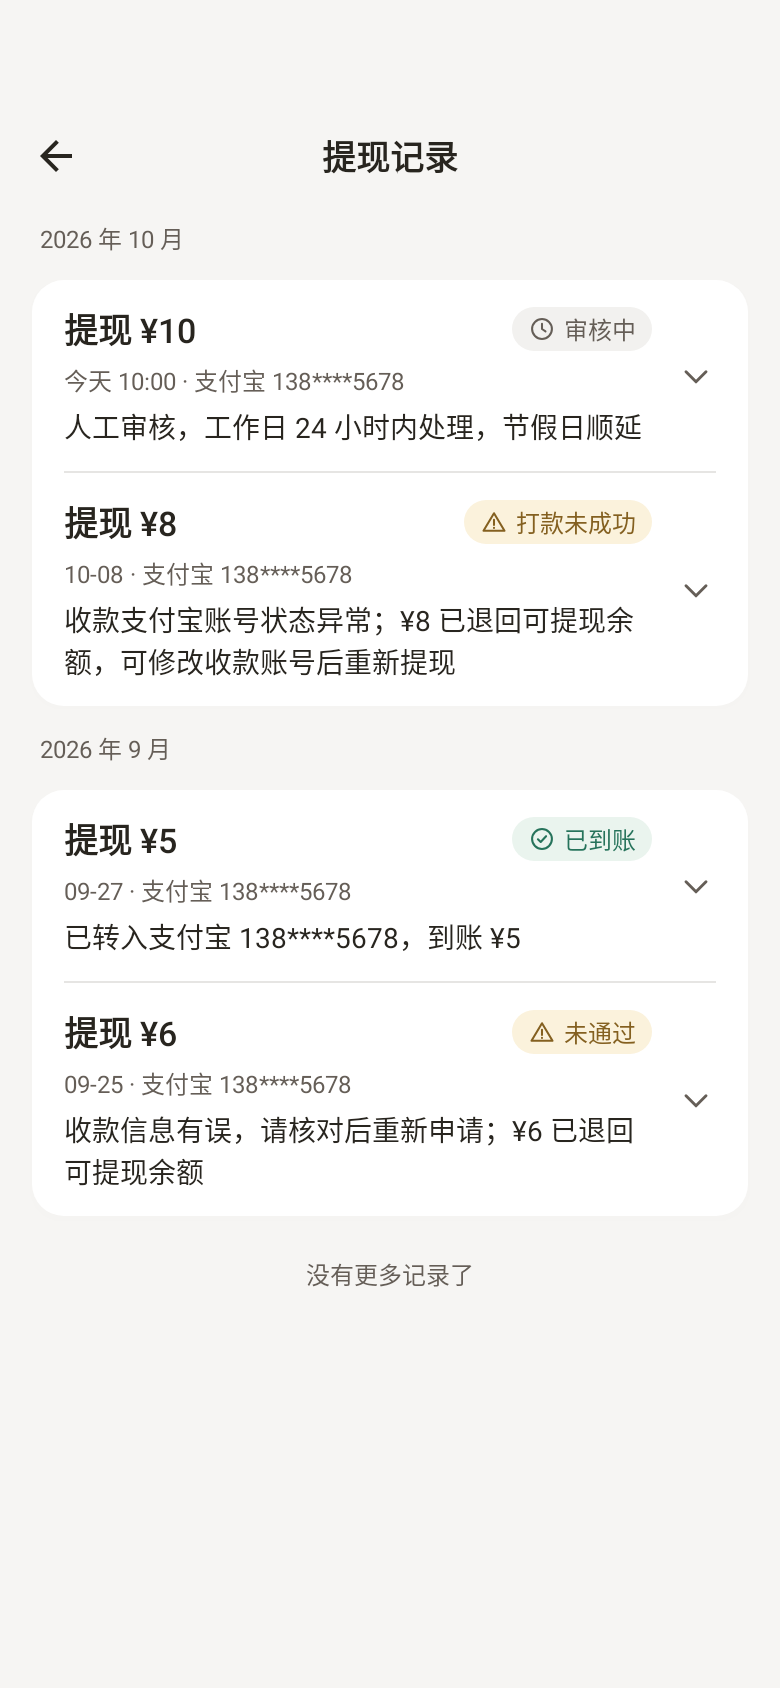 提现记录
2026 年 10 月
提现 ¥10
审核中
今天 10:00 · 支付宝 138****5678
人工审核，工作日 24 小时内处理，节假日顺延
提现 ¥8
打款未成功
10-08 · 支付宝 138****5678
收款支付宝账号状态异常；¥8 已退回可提现余
额，可修改收款账号后重新提现
2026 年 9 月
提现 ¥5
已到账
09-27 · 支付宝 138****5678
已转入支付宝 138****5678，到账 ¥5
提现 ¥6
未通过
09-25 · 支付宝 138****5678
收款信息有误，请核对后重新申请；¥6 已退回
可提现余额
没有更多记录了